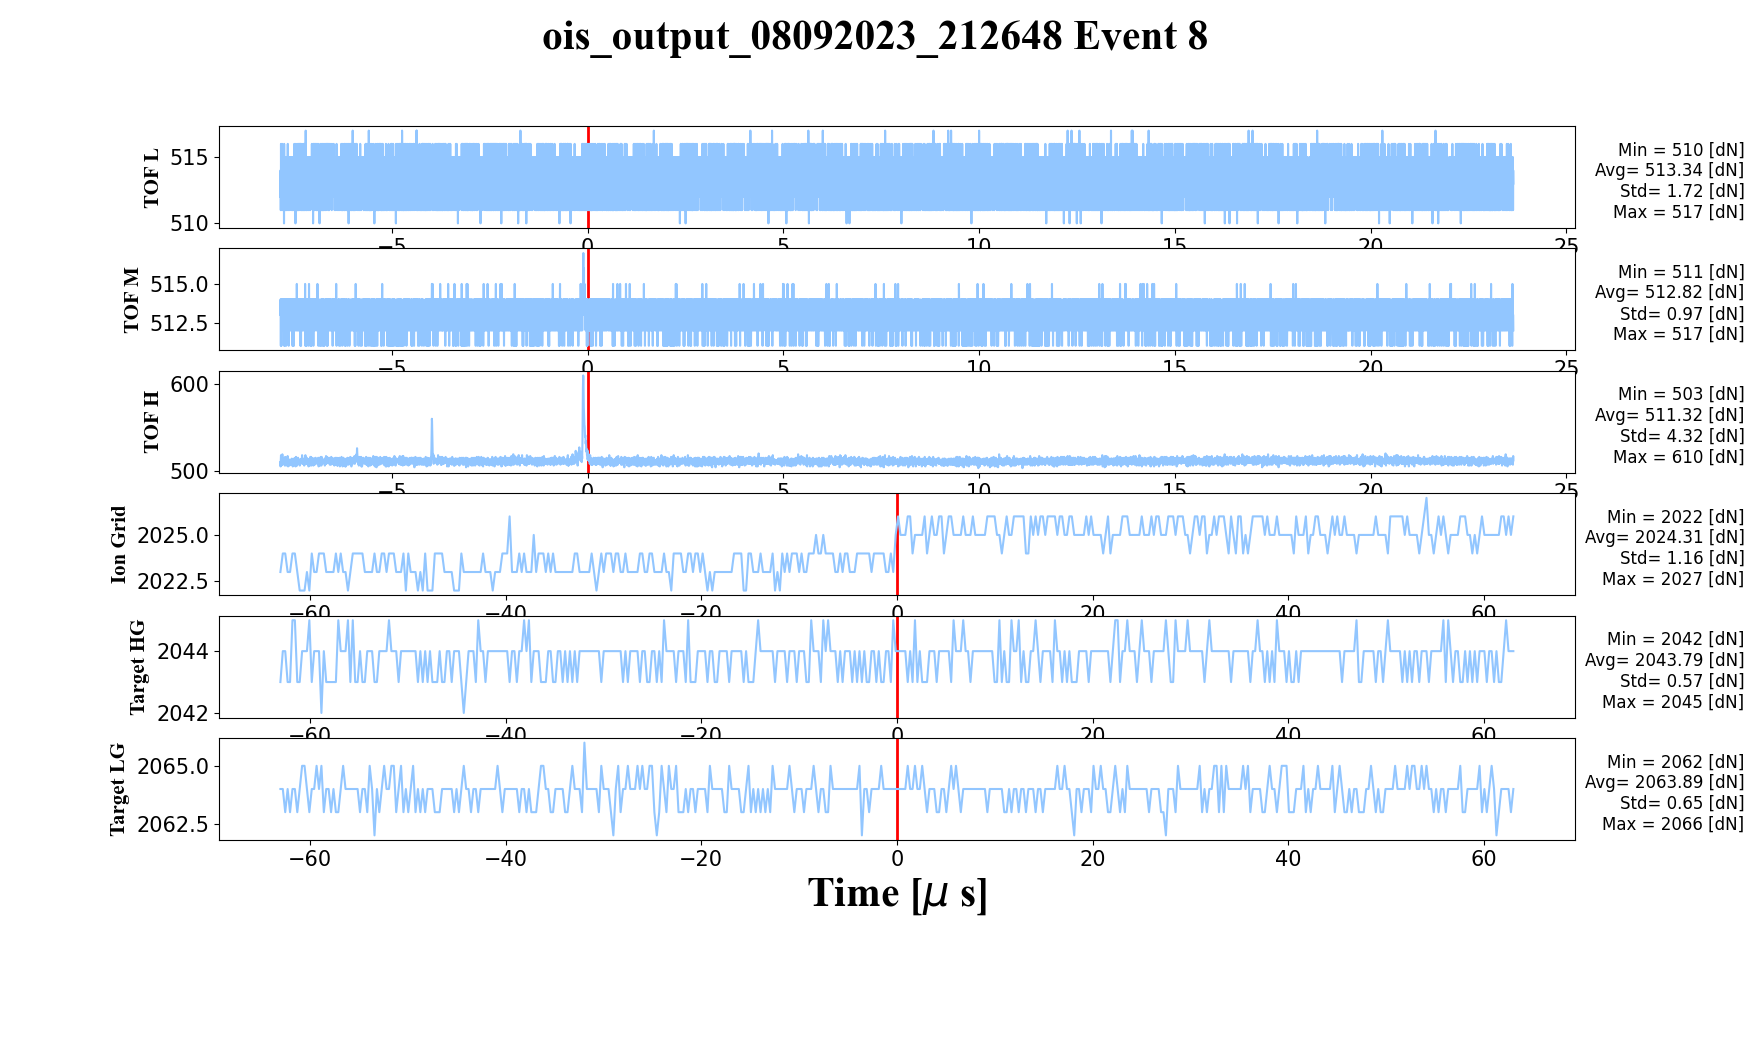 ois_output_08092023_212648 Event 8
TOF L
515
510
Min = 510 [dN]
Avg= 513.34 [dN]
Std= 1.72 [dN]
Max = 517 [dN]
−5 0 5 10 15 20 25
TOF M
515.0
512.5
Min = 511 [dN]
Avg= 512.82 [dN]
Std= 0.97 [dN]
Max = 517 [dN]
−5 0 5 10 15 20 25
TOF H
600
500
Min = 503 [dN]
Avg= 511.32 [dN]
Std= 4.32 [dN]
Max = 610 [dN]
−5 0 5 10 15 20 25
Ion Grid
2025.0
2022.5
Min = 2022 [dN]
Avg= 2024.31 [dN]
Std= 1.16 [dN]
Max = 2027 [dN]
−60 −40 −20 0 20 40 60
Target HG
2044
2042
Min = 2042 [dN]
Avg= 2043.79 [dN]
Std= 0.57 [dN]
Max = 2045 [dN]
−60 −40 −20 0 20 40 60
Target LG
2065.0
2062.5
Min = 2062 [dN]
Avg= 2063.89 [dN]
Std= 0.65 [dN]
Max = 2066 [dN]
−60 −40 −20 0 20 40 60
Time [μ s]